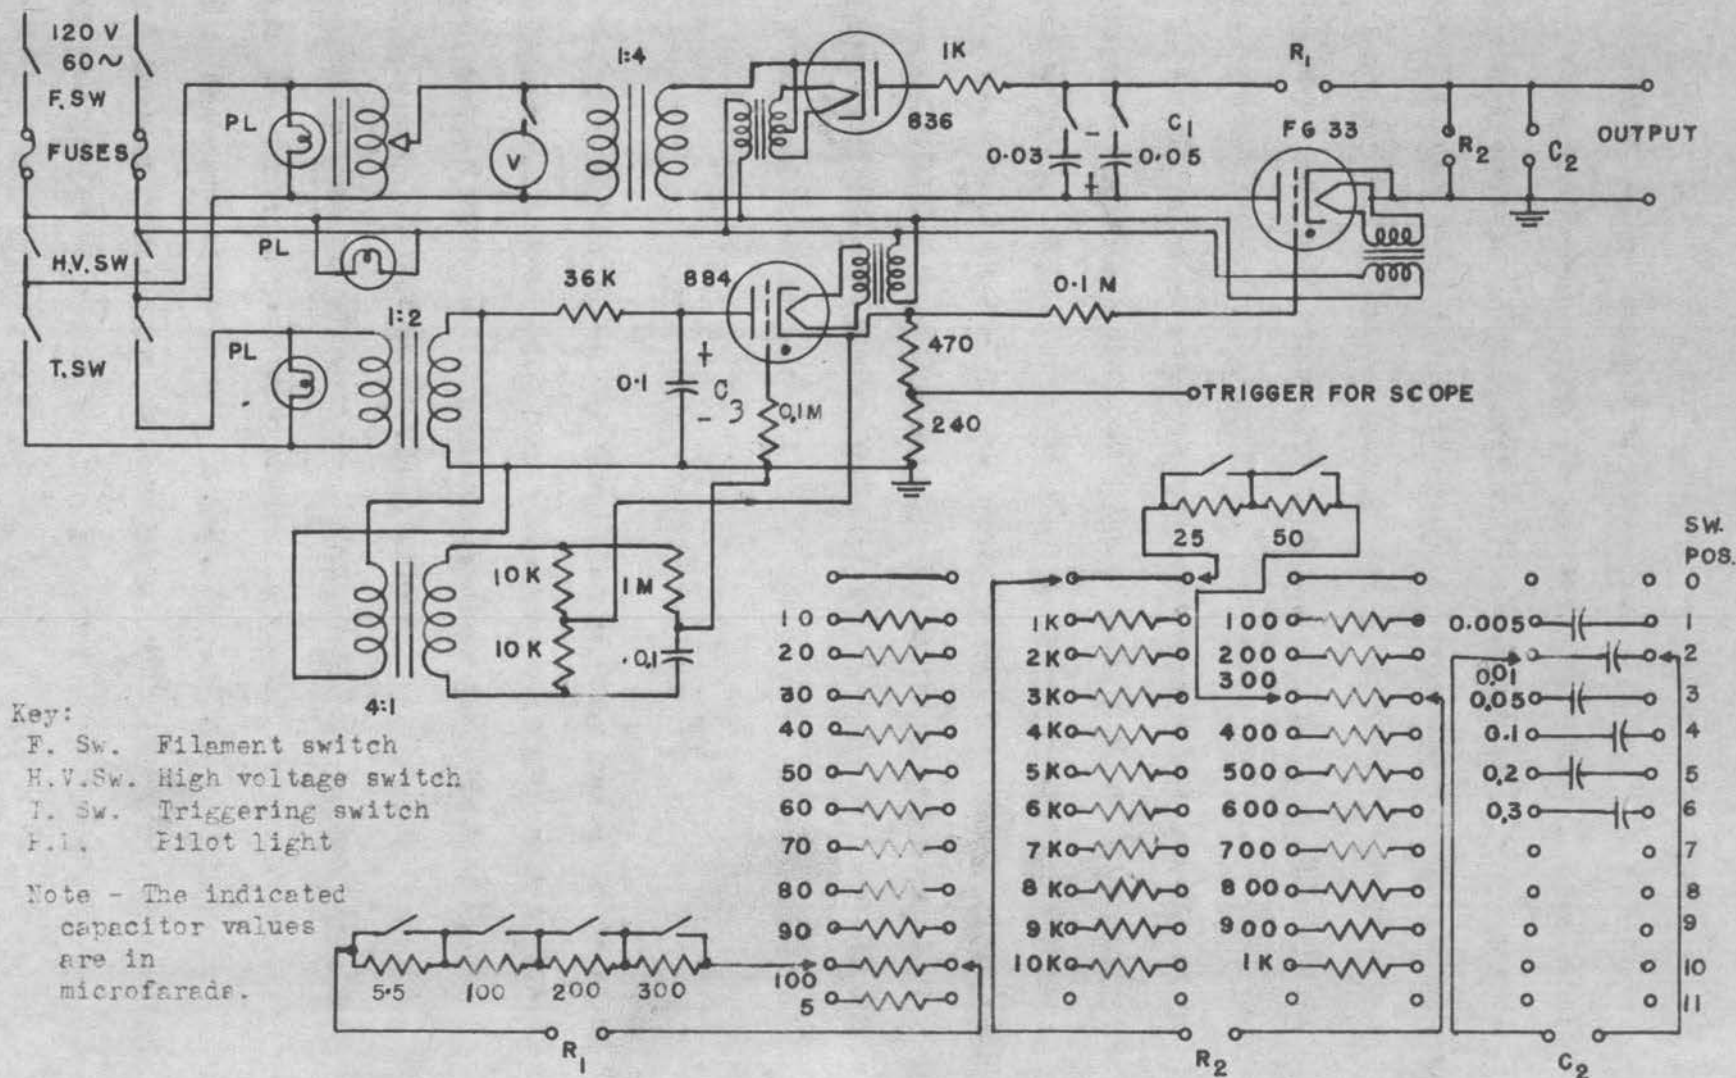 120 V
60~
F. SW
FUSES
PL
1:4
V
836
1K
R1
0.03
-
+
C1
0.05
FG 33
R2
C2
OUTPUT
H.V. SW
PL
T. SW
1:2
PL
36 K
884
0.1
+
C3
-
0.1M
470
240
0.1 M
TRIGGER FOR SCOPE
10K
10K
1 M
.0.1
4:1
25 50
SW.
POS.
0
10 1K 100 0.005 1
20 2K 200 0.01 2
30 3K 300 0.05 3
40 4K 400 0.1 4
50 5K 500 0.2 5
60 6K 600 0.3 6
70 7K 700 7
80 8K 800 8
90 9K 900 9
100 10K 1K 10
5 11
Key:
F. Sw. Filament switch
H.V.Sw. High voltage switch
T. Sw. Triggering switch
P.L. Pilot light
Note - The indicated
capacitor values
are in
microfarads.
5.5 100 200 300
R1
R2
C2